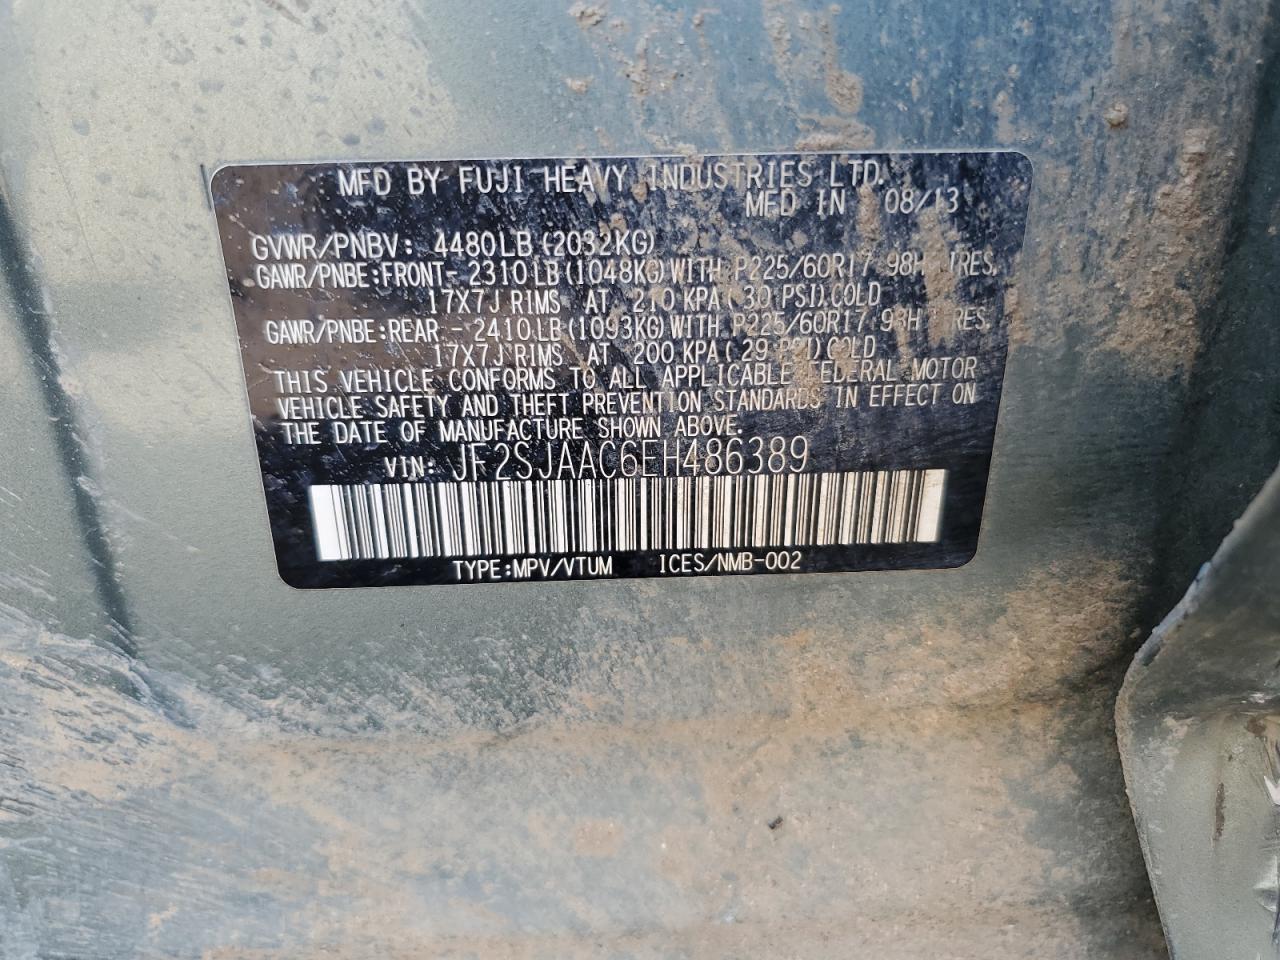 MFD BY FUJI HEAVY INDUSTRIES LTD.
MFD IN 08/13
GVWR/PNBV: 4480LB (2032KG)
GAWR/PNBE:FRONT- 2310LB (1048KG) WITH P225/60R17 98H
17X7J RIMS AT 210 KPA (30 PSI) COLD
GAWR/PNBE:REAR - 2410LB (1093KG) WITH P225/60R17 98H
17X7J RIMS AT 200 KPA (29 PSI) COLD
THIS VEHICLE CONFORMS TO ALL APPLICABLE FEDERAL MOTOR
VEHICLE SAFETY AND THEFT PREVENTION STANDARDS IN EFFECT ON
THE DATE OF MANUFACTURE SHOWN ABOVE.
VIN: JF2SJAAC6EH486389
TYPE:MPV/VTUM ICES/NMB-002